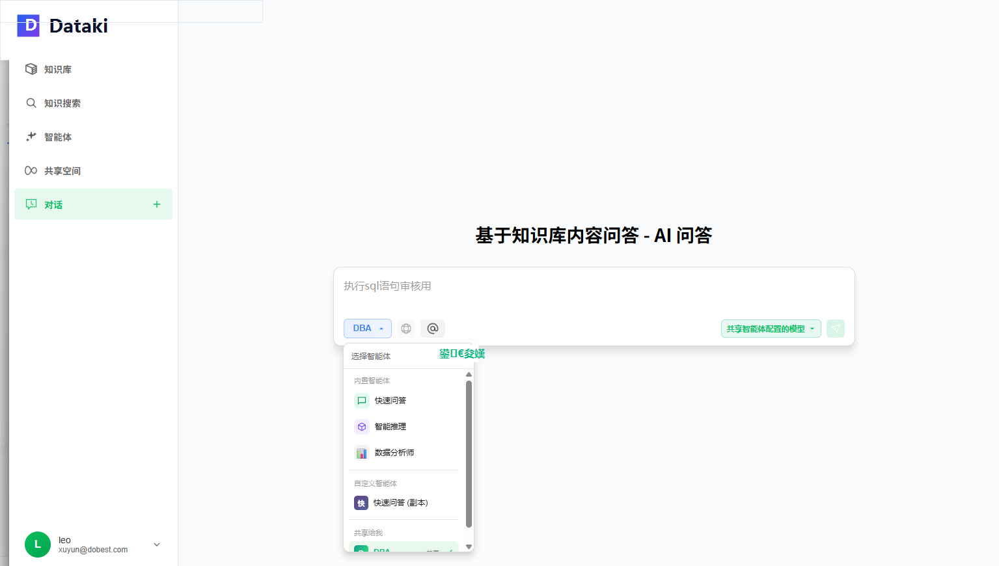 D Dataki
知识库
知识搜索
智能体
共享空间
对话
基于知识库内容问答 - AI 问答
执行sql语句审核用
DBA
共享智能体配置的模型
选择智能体
内置智能体
快速问答
智能推理
数据分析师
自定义智能体
快 快速问答 (副本)
共享给我
DBA
L
leo
xuyun@dobest.com